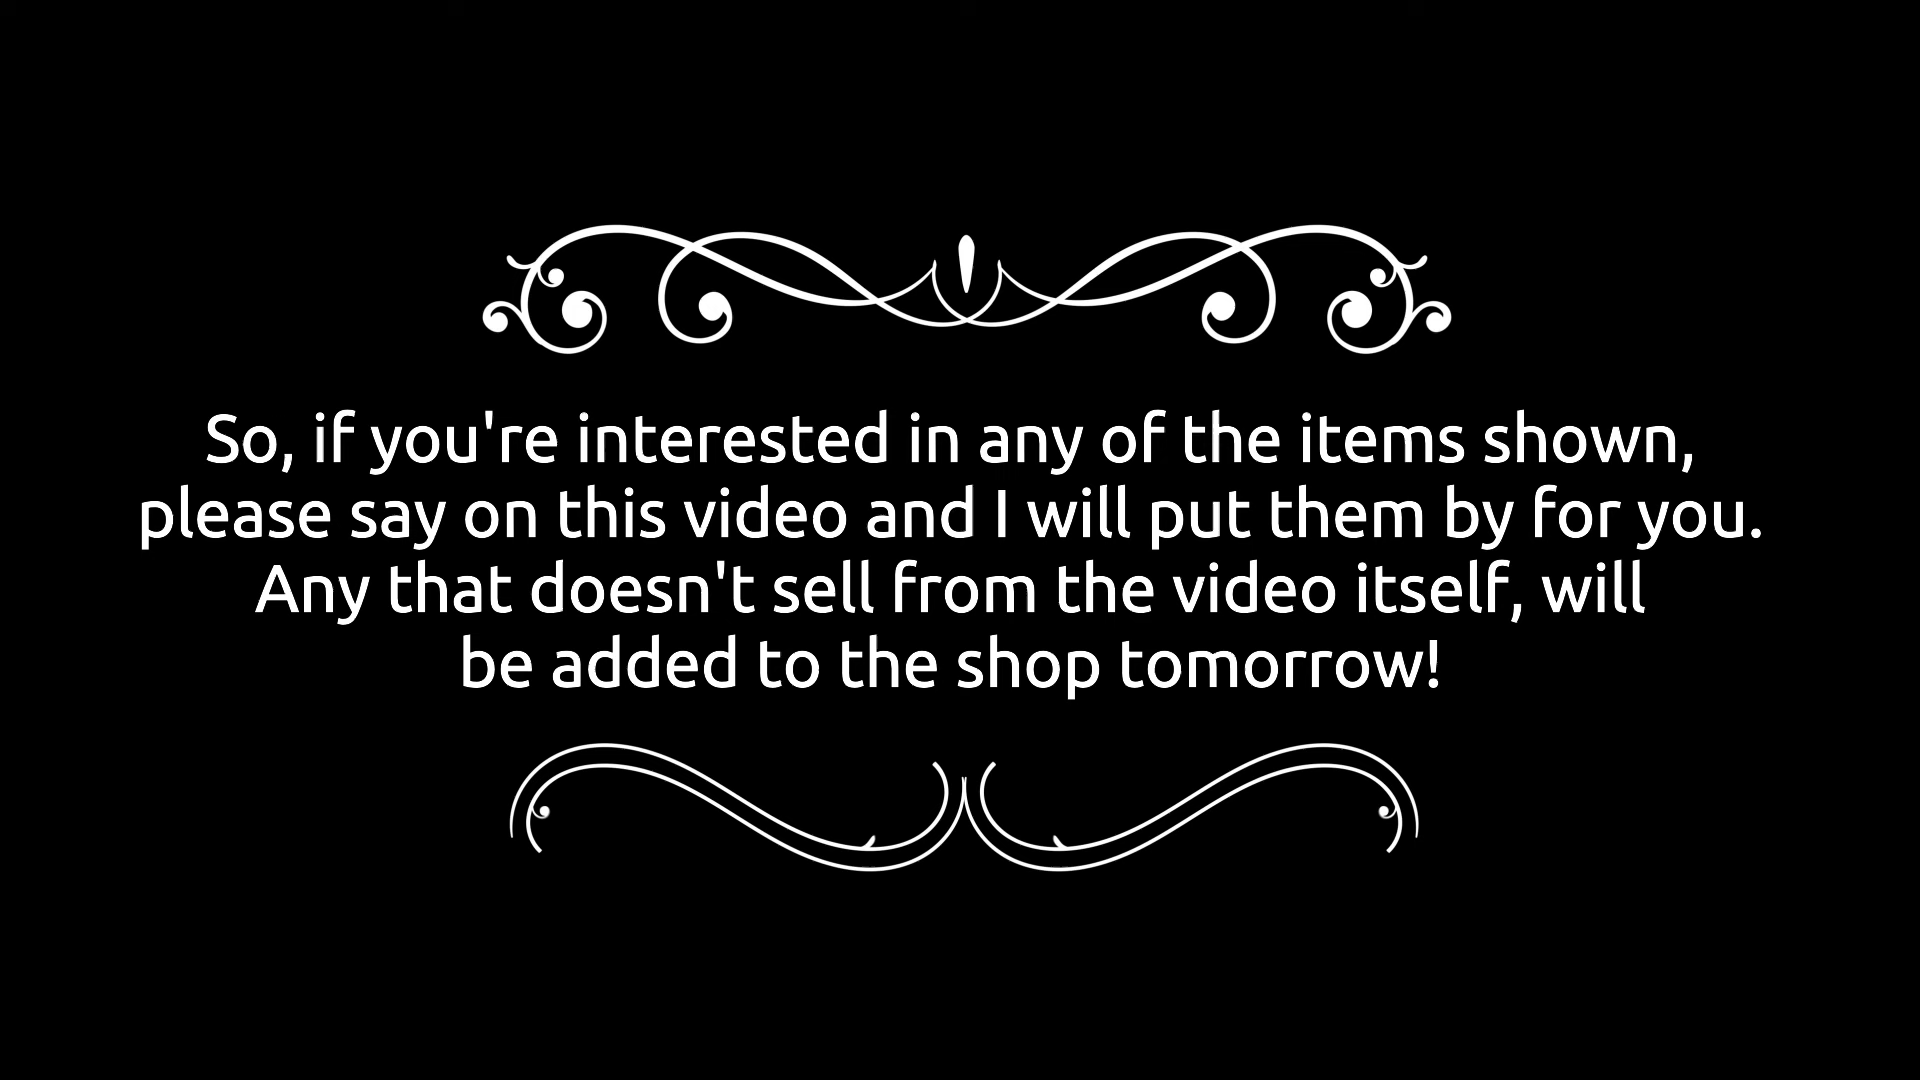 So, if you're interested in any of the items shown,
please say on this video and I will put them by for you.
Any that doesn't sell from the video itself, will
be added to the shop tomorrow!